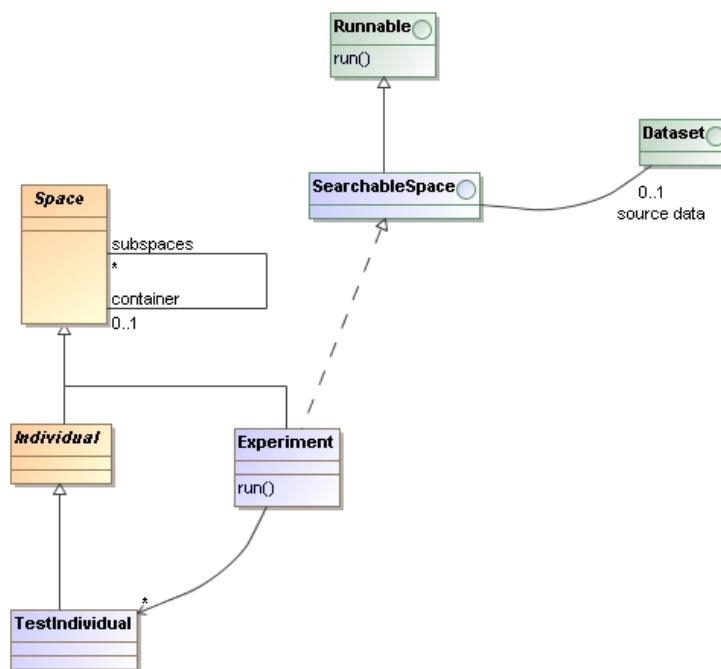 Runnable
run()
Dataset
SearchableSpace
0..1
source data
Space
subspaces
*
container
0..1
Individual
Experiment
run()
*
TestIndividual